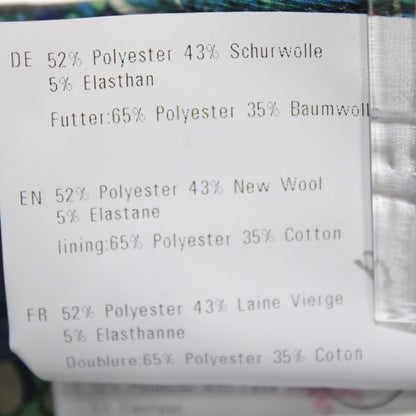 DE 52% Polyester 43% Schurwolle
5% Elasthan
Futter:65% Polyester 35% Baumwolle
EN 52% Polyester 43% New Wool
5% Elastane
lining:65% Polyester 35% Cotton
FR 52% Polyester 43% Laine Vierge
5% Elasthanne
Doublure:65% Polyester 35% Coton